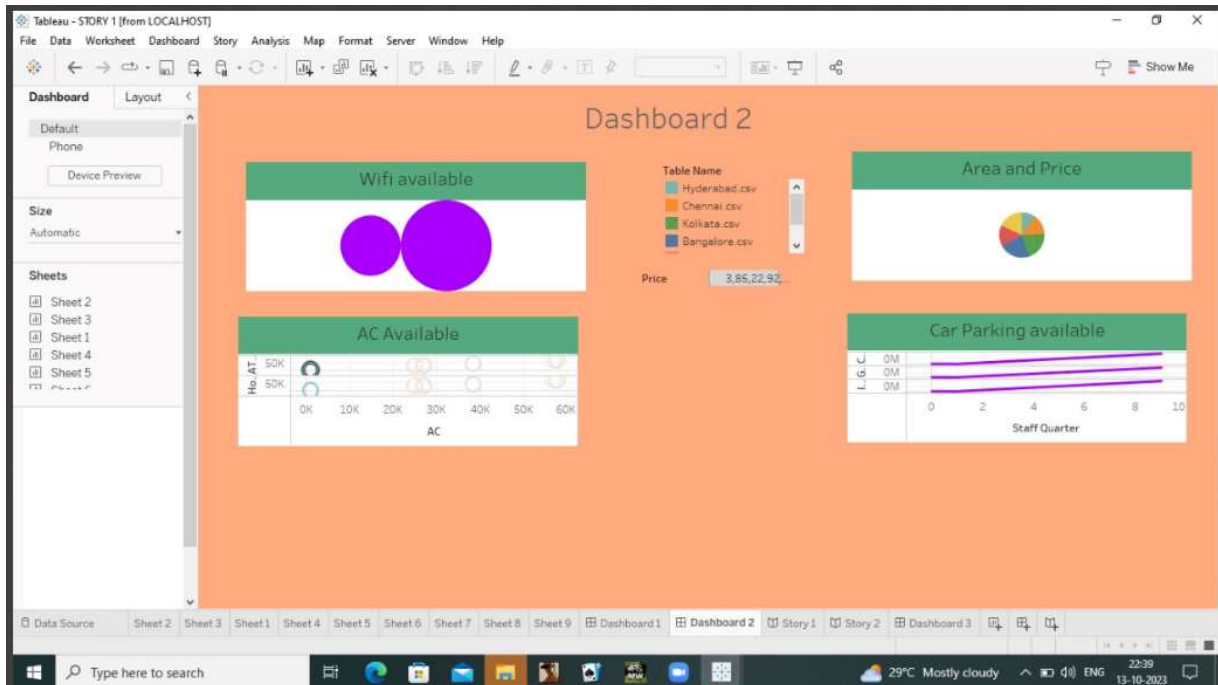 Tableau - STORY 1 [from LOCALHOST]
File Data Worksheet Dashboard Story Analysis Map Format Server Window Help
Show Me
Dashboard Layout
Default
Phone
Device Preview
Size
Automatic
Sheets
Sheet 2
Sheet 3
Sheet 1
Sheet 4
Sheet 5
Dashboard 2
Wifi available
Table Name
Hyderabad.csv
Chennai.csv
Kolkata.csv
Bangalore.csv
Price 3,85,22,92,...
Area and Price
AC Available
Ho.. AT..
50K
50K
0K 10K 20K 30K 40K 50K 60K
AC
Car Parking available
C.. 0M
G.. 0M
L.. 0M
0 2 4 6 8 10
Staff Quarter
Data Source Sheet 2 Sheet 3 Sheet 1 Sheet 4 Sheet 5 Sheet 6 Sheet 7 Sheet 8 Sheet 9 Dashboard 1 Dashboard 2 Story 1 Story 2 Dashboard 3
Type here to search
29°C Mostly cloudy
ENG
22:39
13-10-2023